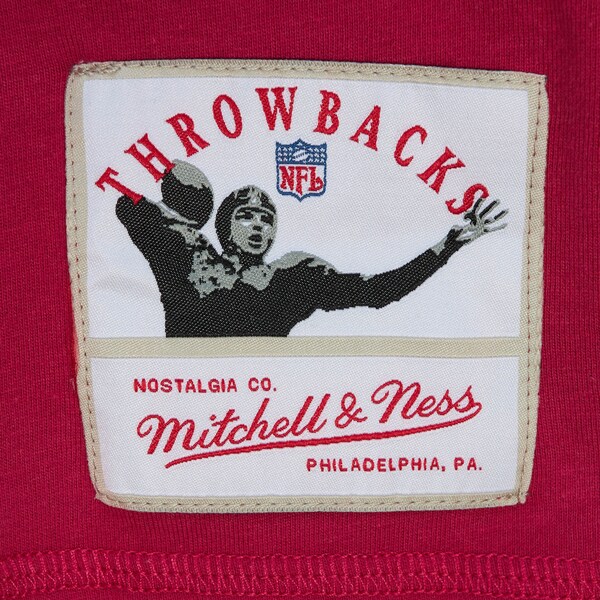 THROWBACKS
NFL
NOSTALGIA CO.
Mitchell & Ness
PHILADELPHIA, PA.